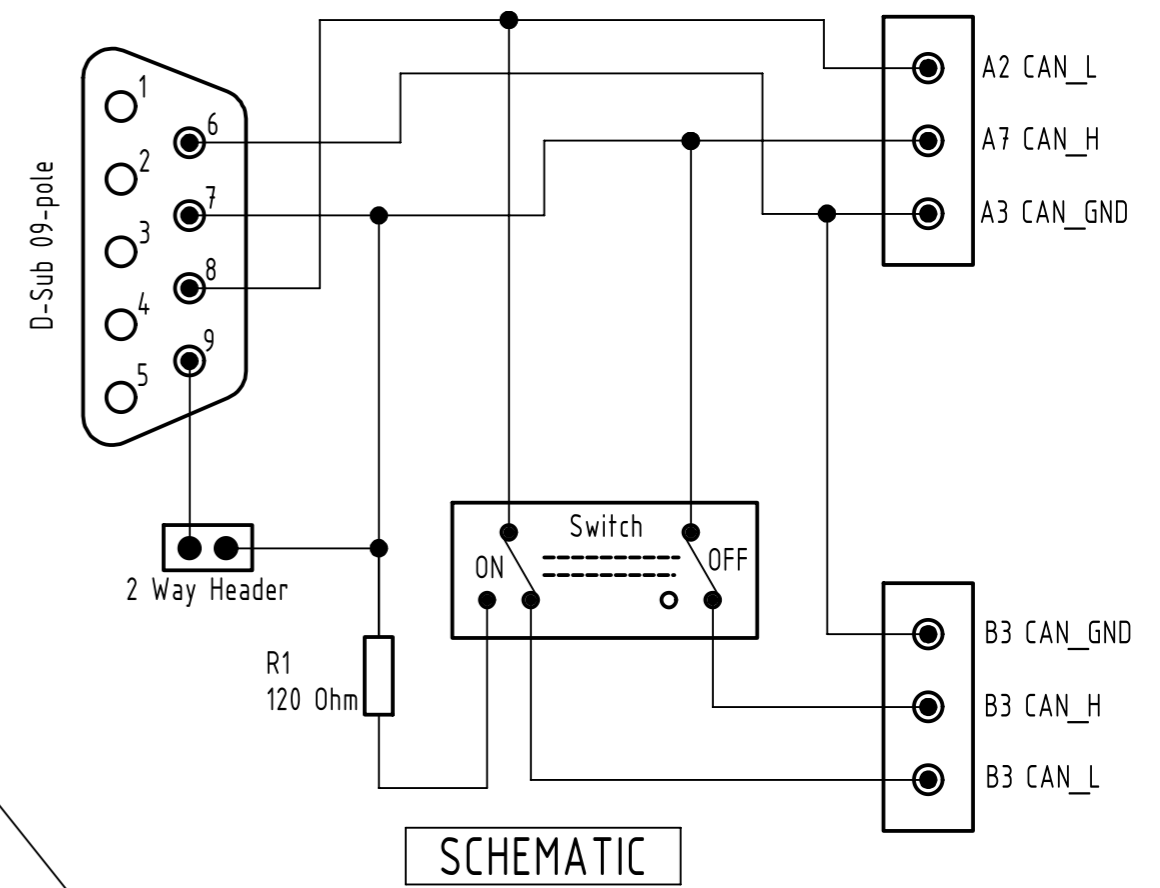 D-Sub 09-pole
1
6
2
7
3
8
4
9
5
A2 CAN_L
A7 CAN_H
A3 CAN_GND
2 Way Header
R1
120 Ohm
Switch
ON
OFF
B3 CAN_GND
B3 CAN_H
B3 CAN_L
SCHEMATIC